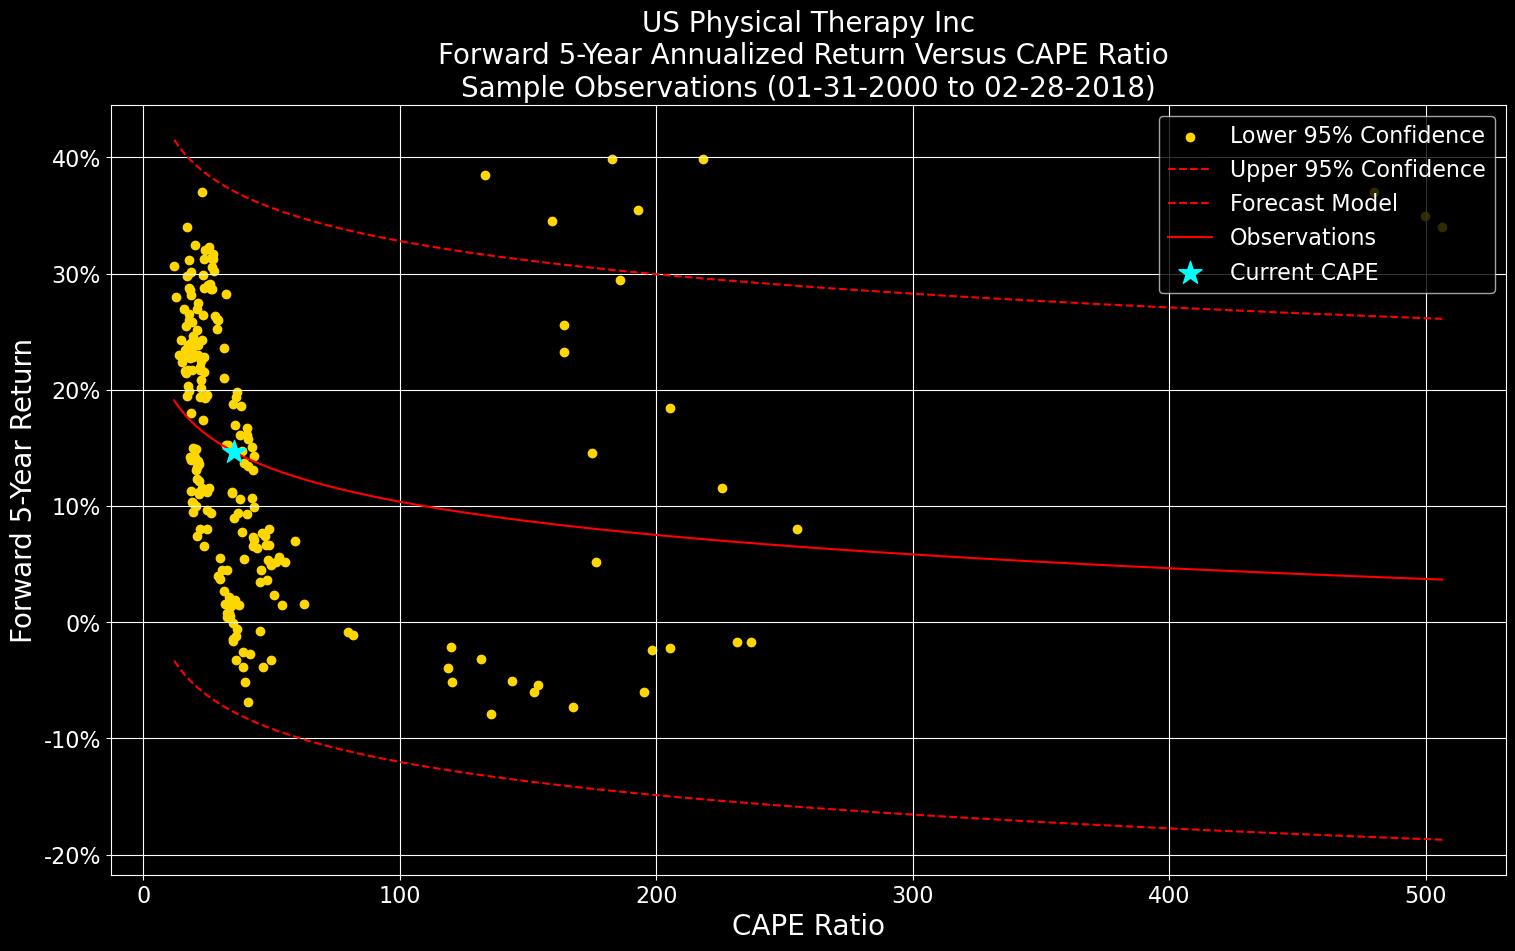 US Physical Therapy Inc
Forward 5-Year Annualized Return Versus CAPE Ratio
Sample Observations (01-31-2000 to 02-28-2018)
Lower 95% Confidence
Upper 95% Confidence
Forecast Model
Observations
Current CAPE
Forward 5-Year Return
40%
30%
20%
10%
0%
-10%
-20%
0 100 200 300 400 500
CAPE Ratio